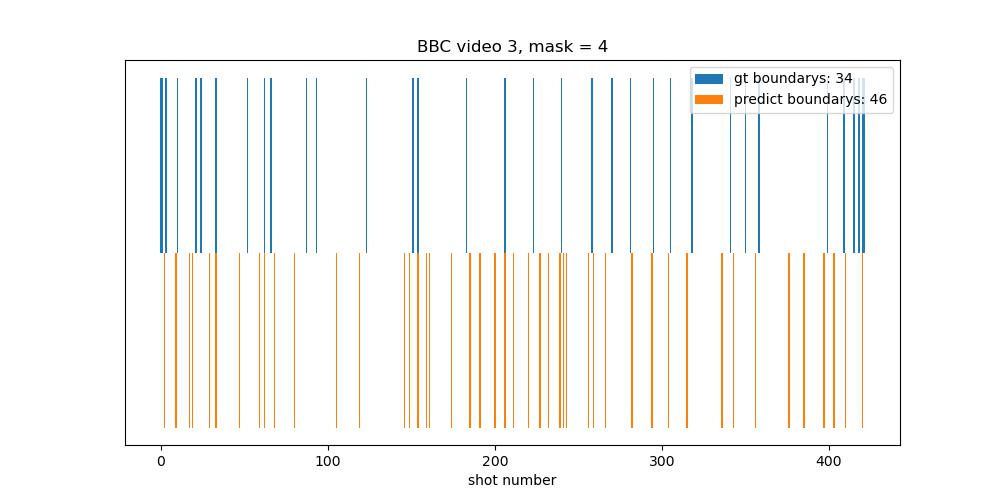 BBC video 3, mask = 4
gt boundarys: 34
predict boundarys: 46
0 100 200 300 400
shot number